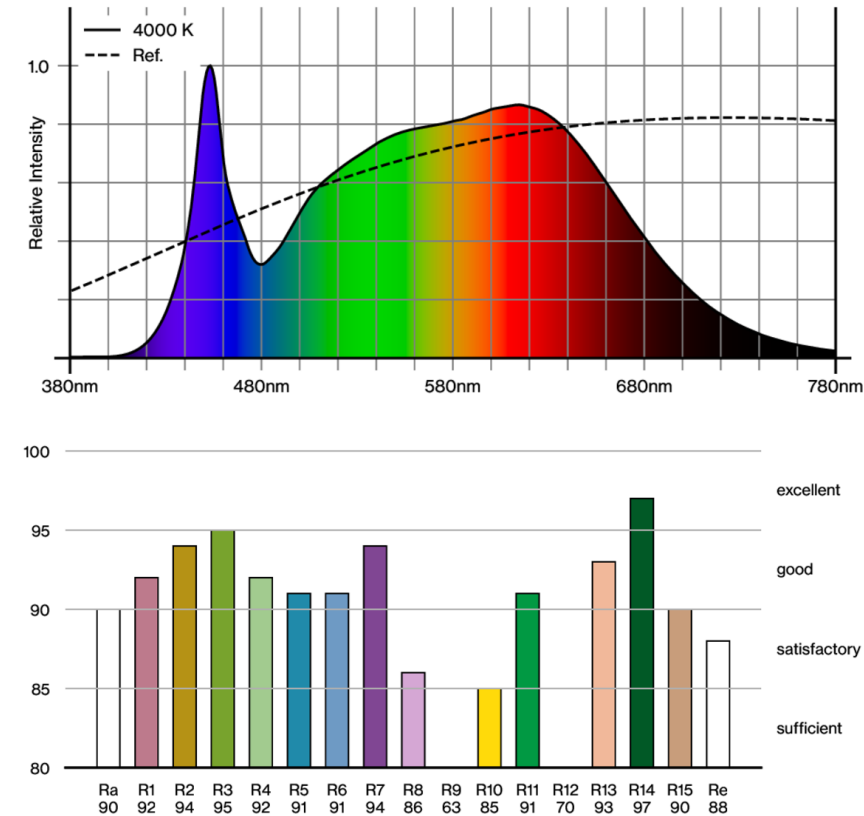 4000 K
Ref.
1.0
Relative Intensity
380nm 480nm 580nm 680nm 780nm
100
excellent
95
good
90
satisfactory
85
sufficient
80
Ra R1 R2 R3 R4 R5 R6 R7 R8 R9 R10 R11 R12 R13 R14 R15 Re
90 92 94 95 92 91 91 94 86 63 85 91 70 93 97 90 88